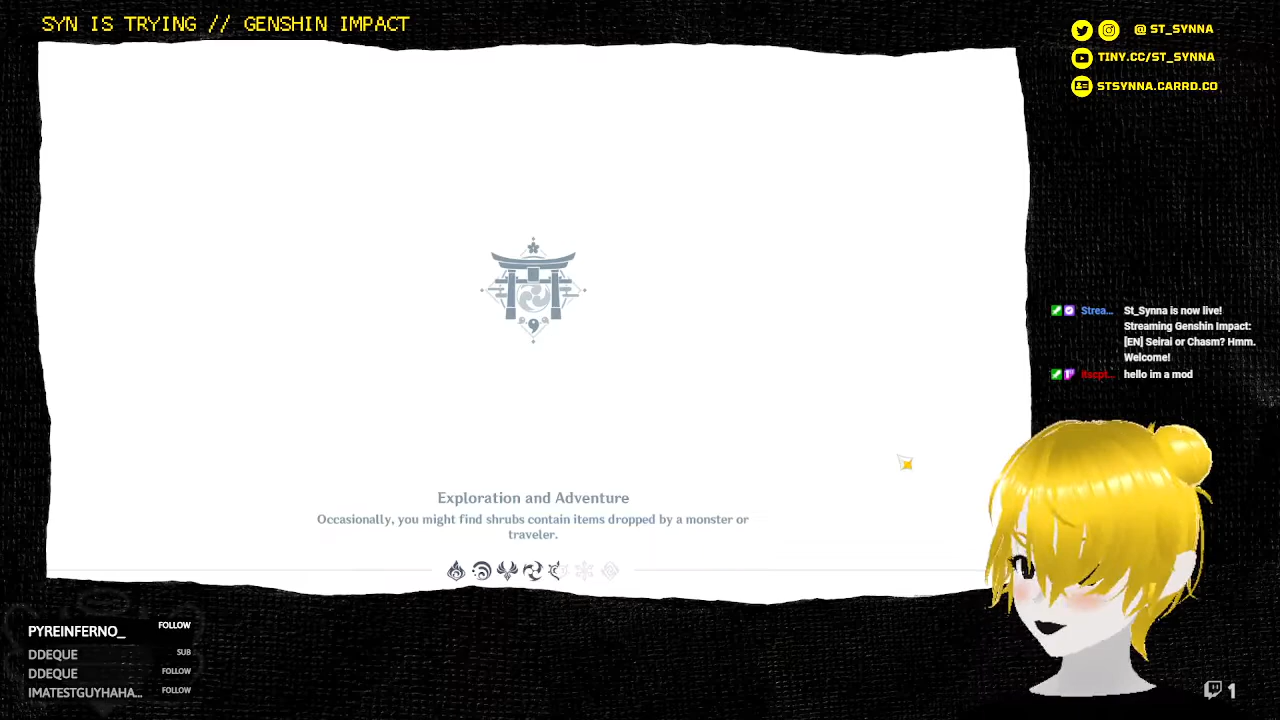 SYN IS TRYING // GENSHIN IMPACT
@ ST_SYNNA
TINY.CC/ST_SYNNA
STSYNNA.CARRD.CO
Strea... St_Synna is now live!
Streaming Genshin Impact:
[EN] Seirai or Chasm? Hmm.
Welcome!
hello im a mod
Exploration and Adventure
Occasionally, you might find shrubs contain items dropped by a monster or
traveler.
PYREINFERNO_ FOLLOW
DDEQUE SUB
DDEQUE FOLLOW
IMATESTGUYHAHA... FOLLOW
1